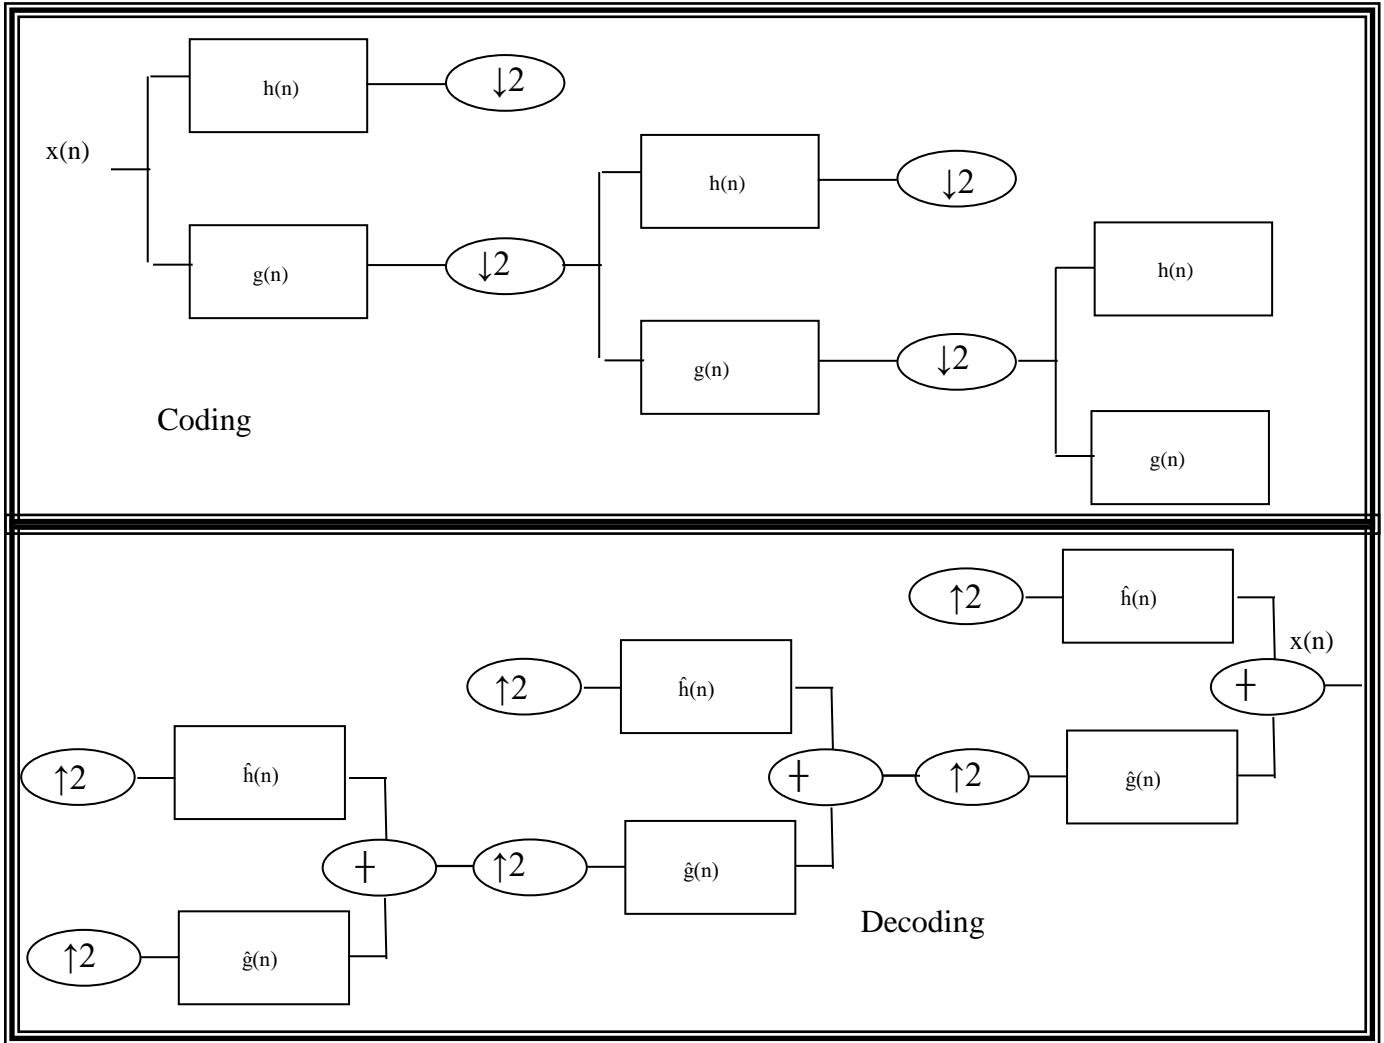 h(n)
↓2
x(n)
h(n)
↓2
g(n)
↓2
h(n)
g(n)
↓2
Coding
g(n)
↑2
ĥ(n)
x(n)
↑2
ĥ(n)
+
↑2
ĥ(n)
+
↑2
ĝ(n)
+
↑2
ĝ(n)
Decoding
↑2
ĝ(n)